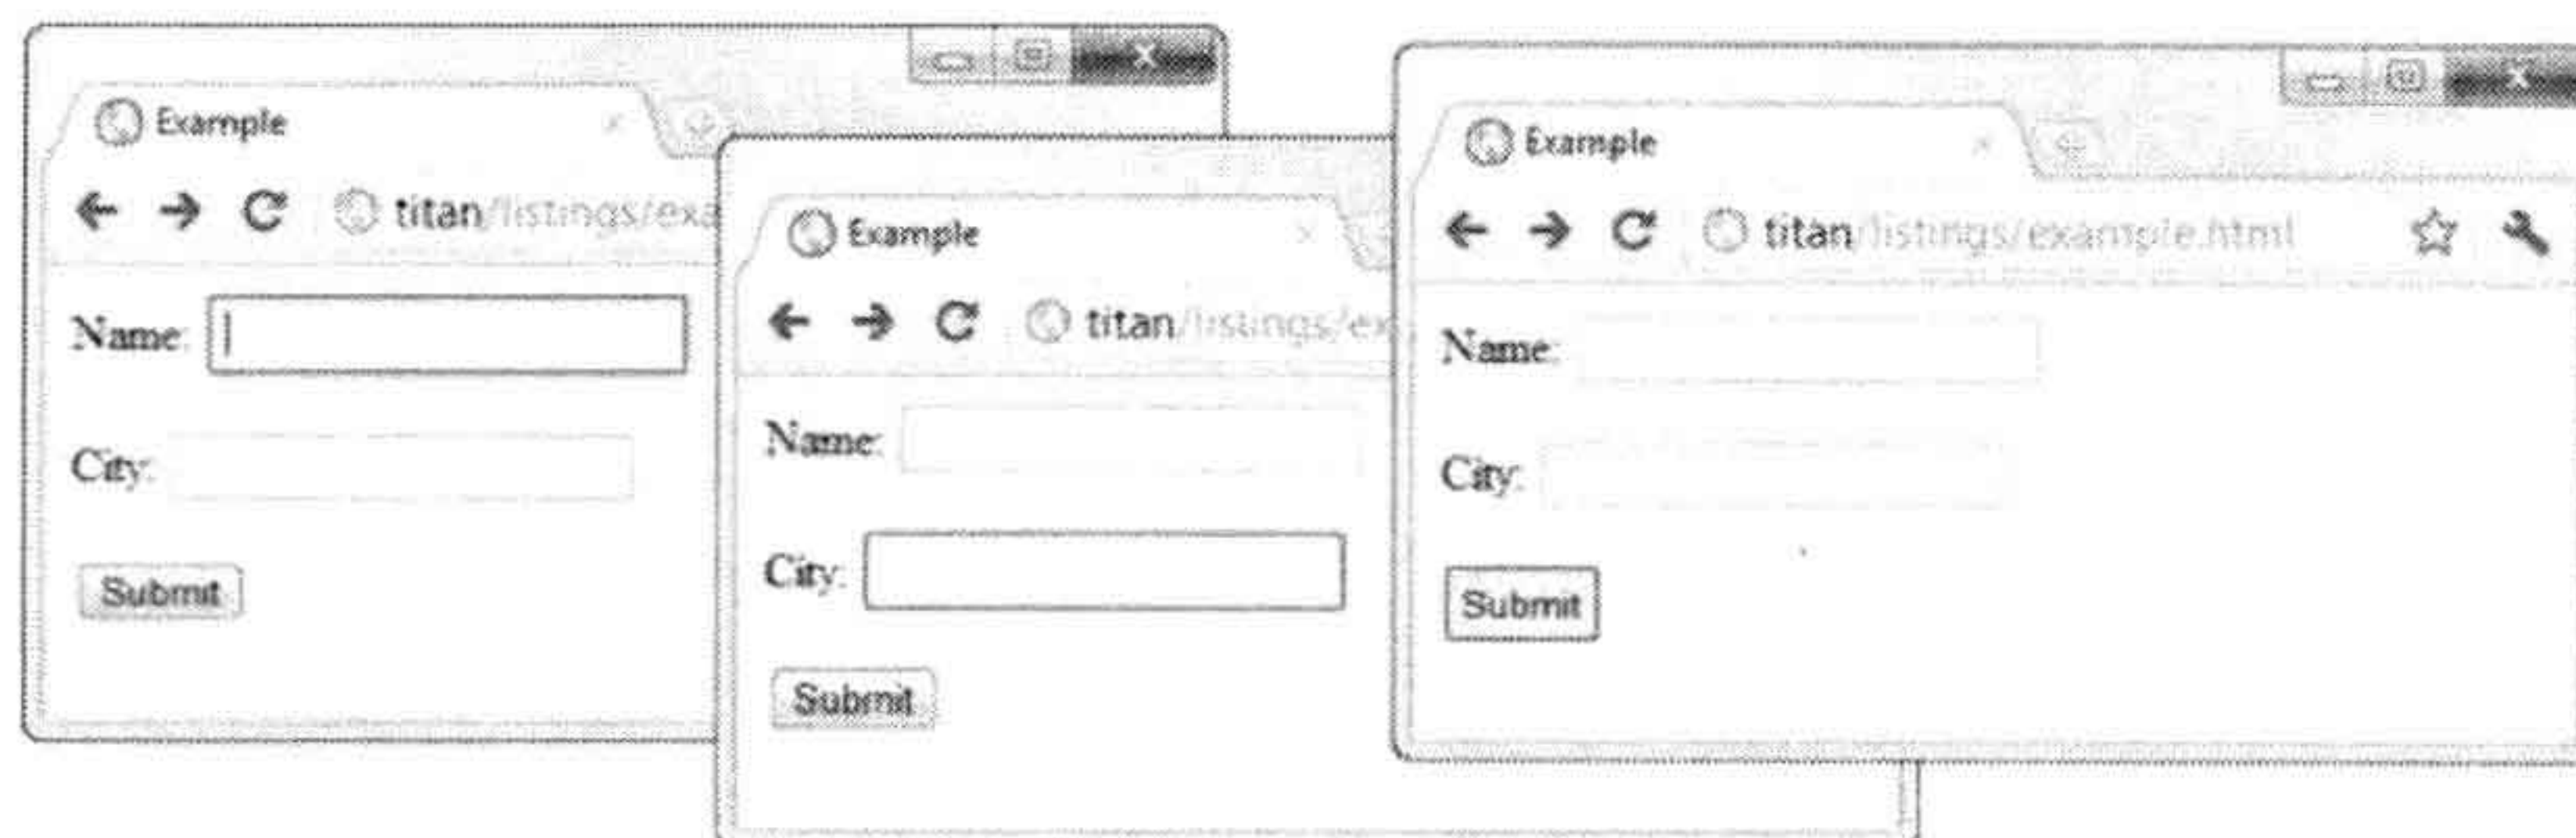 Example
titan/listings/exa
Name:
City:
Submit
Example
titan/listings/ex
Name:
City:
Submit
Example
titan/listings/example.html
Name:
City:
Submit